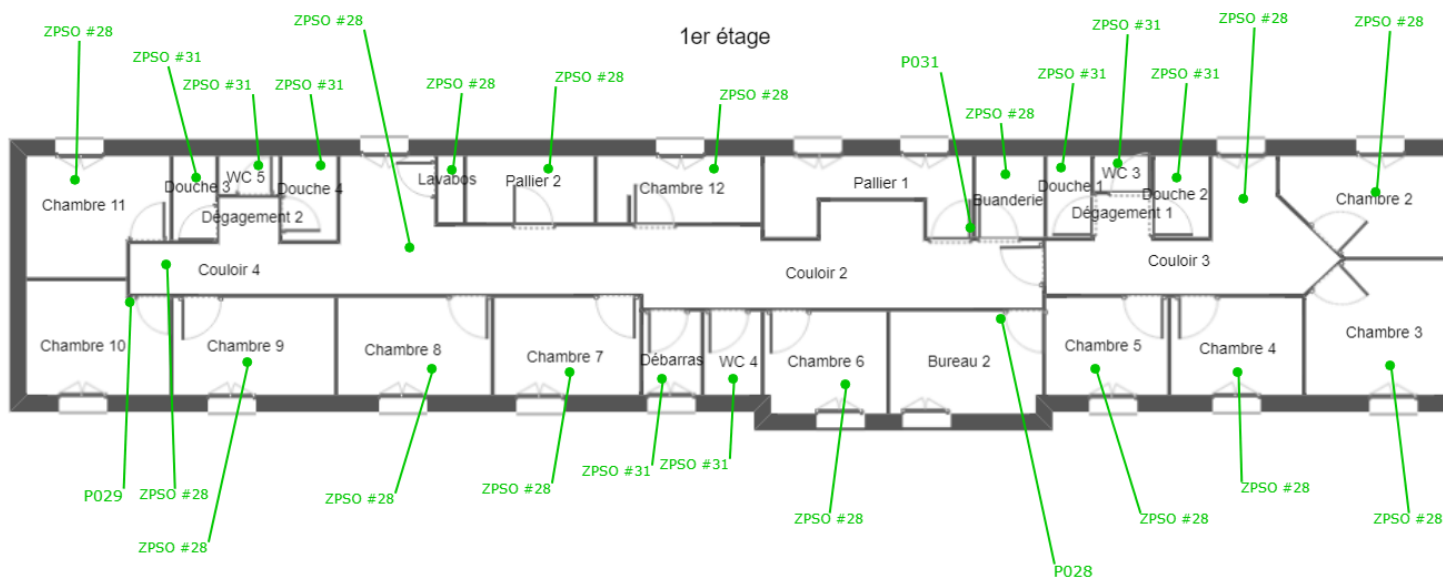 ZPSO #28
ZPSO #28
ZPSO #28
ZPSO #28
ZPSO #31
1er étage
ZPSO #31
P031
ZPSO #31
ZPSO #31
ZPSO #28
ZPSO #28
ZPSO #31
ZPSO #31
ZPSO #31
ZPSO #28
ZPSO #28
WC 5
WC 3
Lavabos
Pallier 2
Pallier 1
Douche 3
Douche 4
Chambre 12
Douche 1
Douche 2
Chambre 11
Buanderie
Chambre 2
Dégagement 2
Dégagement 1
Couloir 4
Couloir 2
Couloir 3
Chambre 10
Chambre 9
Chambre 8
Chambre 7
Débarras
WC 4
Chambre 6
Bureau 2
Chambre 5
Chambre 4
Chambre 3
P029
ZPSO #28
ZPSO #28
ZPSO #28
ZPSO #31
ZPSO #31
ZPSO #28
ZPSO #28
ZPSO #28
ZPSO #28
ZPSO #28
P028